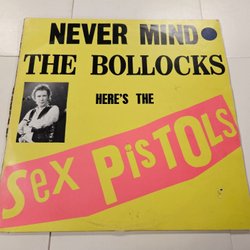 NEVER MIND
THE BOLLOCKS
HERE'S THE
Sex PiSTOLS